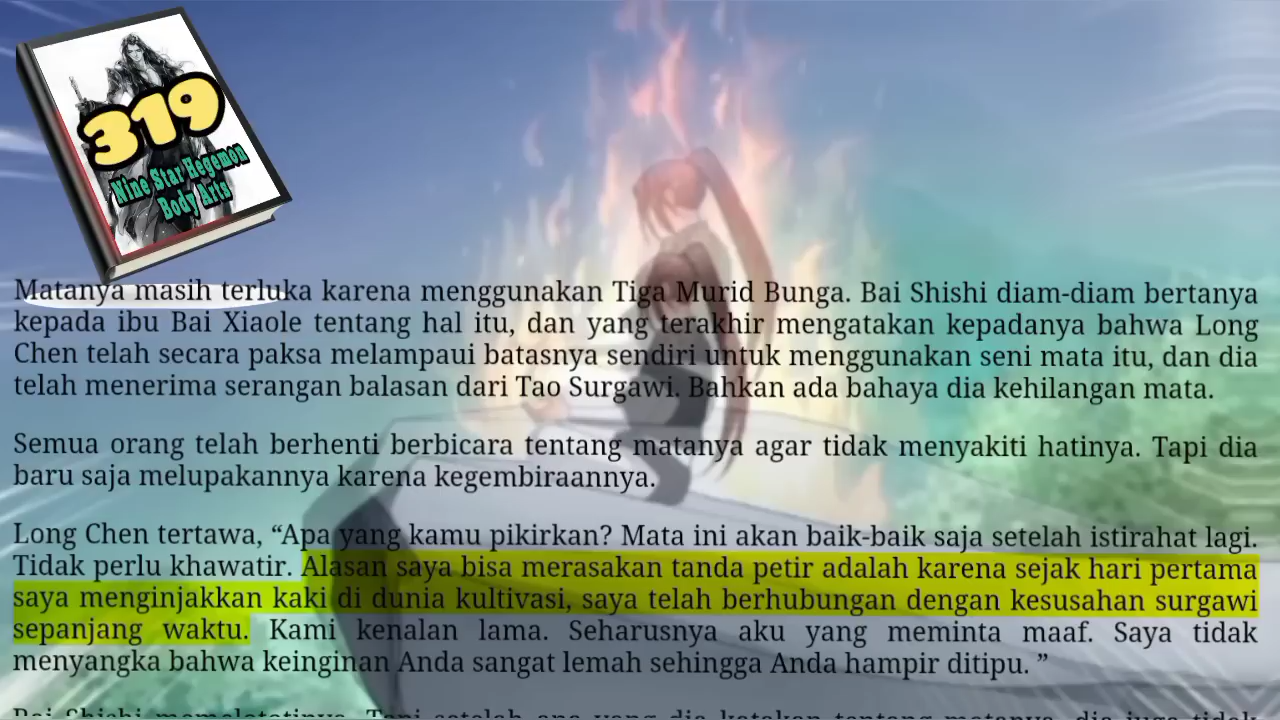 319
Nine Star Hegemon
Body Arts
Matanya masih terluka karena menggunakan Tiga Murid Bunga. Bai Shishi diam-diam bertanya
kepada ibu Bai Xiaole tentang hal itu, dan yang terakhir mengatakan kepadanya bahwa Long
Chen telah secara paksa melampaui batasnya sendiri untuk menggunakan seni mata itu, dan dia
telah menerima serangan balasan dari Tao Surgawi. Bahkan ada bahaya dia kehilangan mata.
Semua orang telah berhenti berbicara tentang matanya agar tidak menyakiti hatinya. Tapi dia
baru saja melupakannya karena kegembiraannya.
Long Chen tertawa, “Apa yang kamu pikirkan? Mata ini akan baik-baik saja setelah istirahat lagi.
Tidak perlu khawatir. Alasan saya bisa merasakan tanda petir adalah karena sejak hari pertama
saya menginjakkan kaki di dunia kultivasi, saya telah berhubungan dengan kesusahan surgawi
sepanjang waktu. Kami kenalan lama. Seharusnya aku yang meminta maaf. Saya tidak
menyangka bahwa keinginan Anda sangat lemah sehingga Anda hampir ditipu. ”